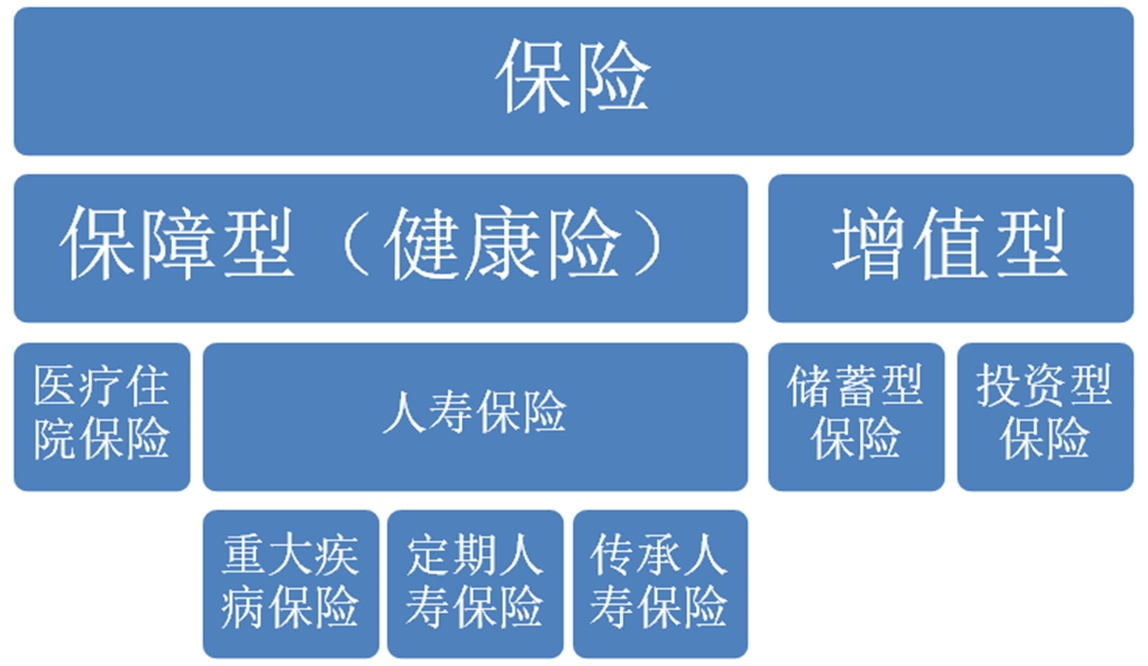 保险
保障型（健康险）
增值型
医疗住
院保险
人寿保险
储蓄型
保险
投资型
保险
重大疾
病保险
定期人
寿保险
传承人
寿保险